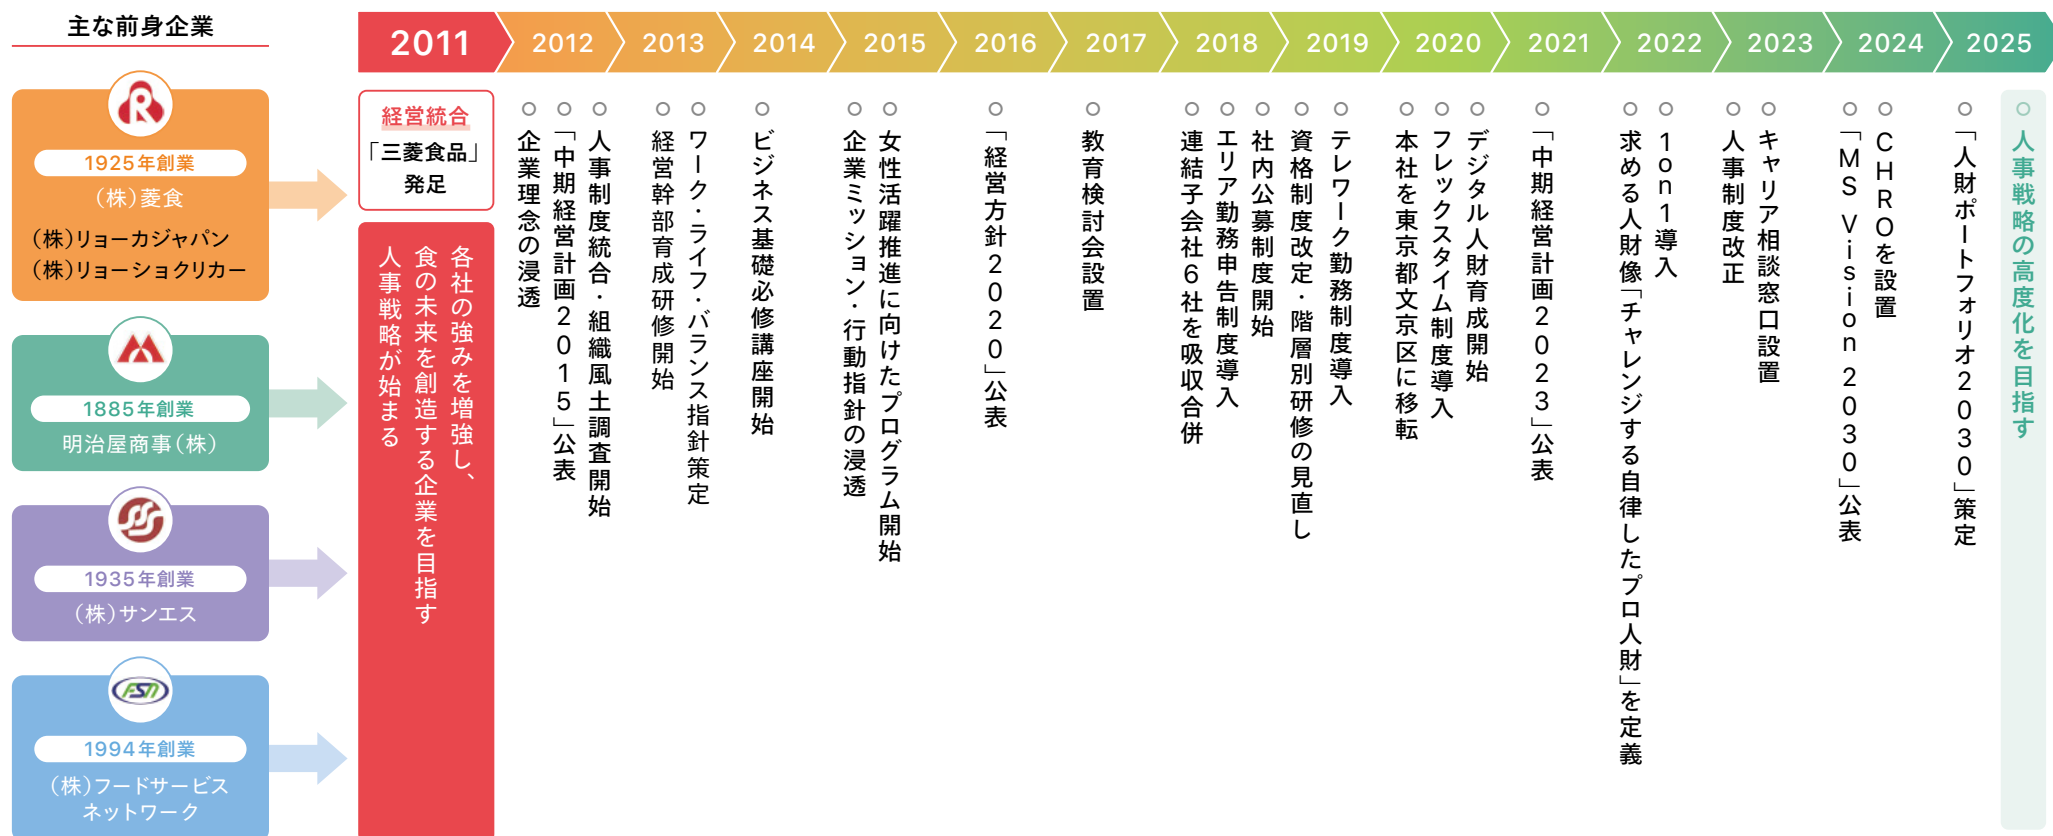 主な前身企業
1925年創業
(株)菱食
(株)リョーカジャパン
(株)リョーショクリカー
1885年創業
明治屋商事(株)
1935年創業
(株)サンエス
FSN
1994年創業
(株)フードサービス
ネットワーク
2011
2012
2013
2014
2015
2016
2017
2018
2019
2020
2021
2022
2023
2024
2025
経営統合
「三菱食品」
発足
各社の強みを増強し、
食の未来を創造する企業を目指す
人事戦略が始まる
企業理念の浸透
「中期経営計画2015」公表
人事制度統合・組織風土調査開始
経営幹部育成研修開始
ワーク・ライフ・バランス指針策定
ビジネス基礎必修講座開始
企業ミッション・行動指針の浸透
女性活躍推進に向けたプログラム開始
「経営方針2020」公表
教育検討会設置
連結子会社6社を吸収合併
エリア勤務申告制度導入
社内公募制度開始
資格制度改定・階層別研修の見直し
テレワーク勤務制度導入
本社を東京都文京区に移転
フレックスタイム制度導入
デジタル人財育成開始
「中期経営計画2023」公表
求める人財像「チャレンジする自律したプロ人財」を定義
1on1導入
人事制度改正
キャリア相談窓口設置
「MS Vision 2030」公表
CHROを設置
「人財ポートフォリオ2030」策定
人事戦略の高度化を目指す